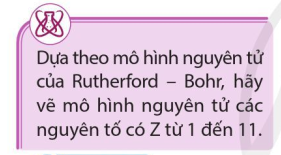 Dựa theo mô hình nguyên tử
của Rutherford – Bohr, hãy
vẽ mô hình nguyên tử các
nguyên tố có Z từ 1 đến 11.